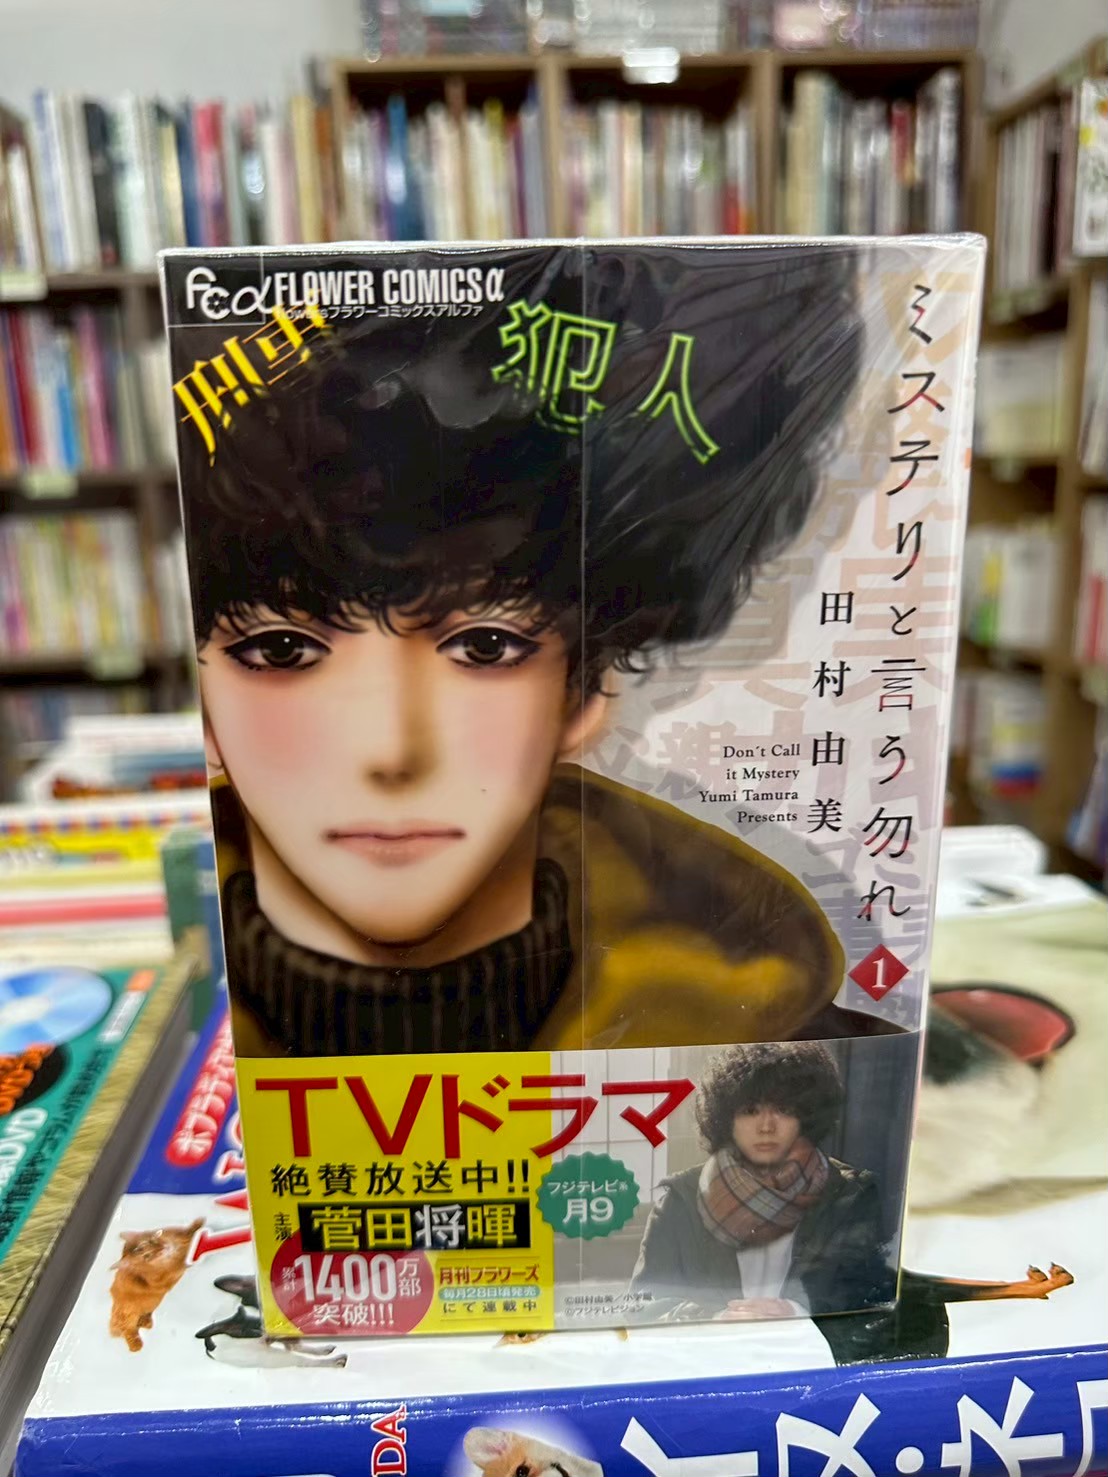 FCα FLOWER COMICS α
flowersフラワーコミックスアルファ
刑事
犯人
ミステリと言う勿れ
1
田村由美
Don't Call
it Mystery
Yumi Tamura
Presents
TVドラマ
絶賛放送中!!
主演 菅田将暉
フジテレビ系
月9
累計1400万部
突破!!!
月刊フラワーズ
毎月28日頃発売
にて連載中
©田村由美/小学館
©フジテレビジョン
DVD